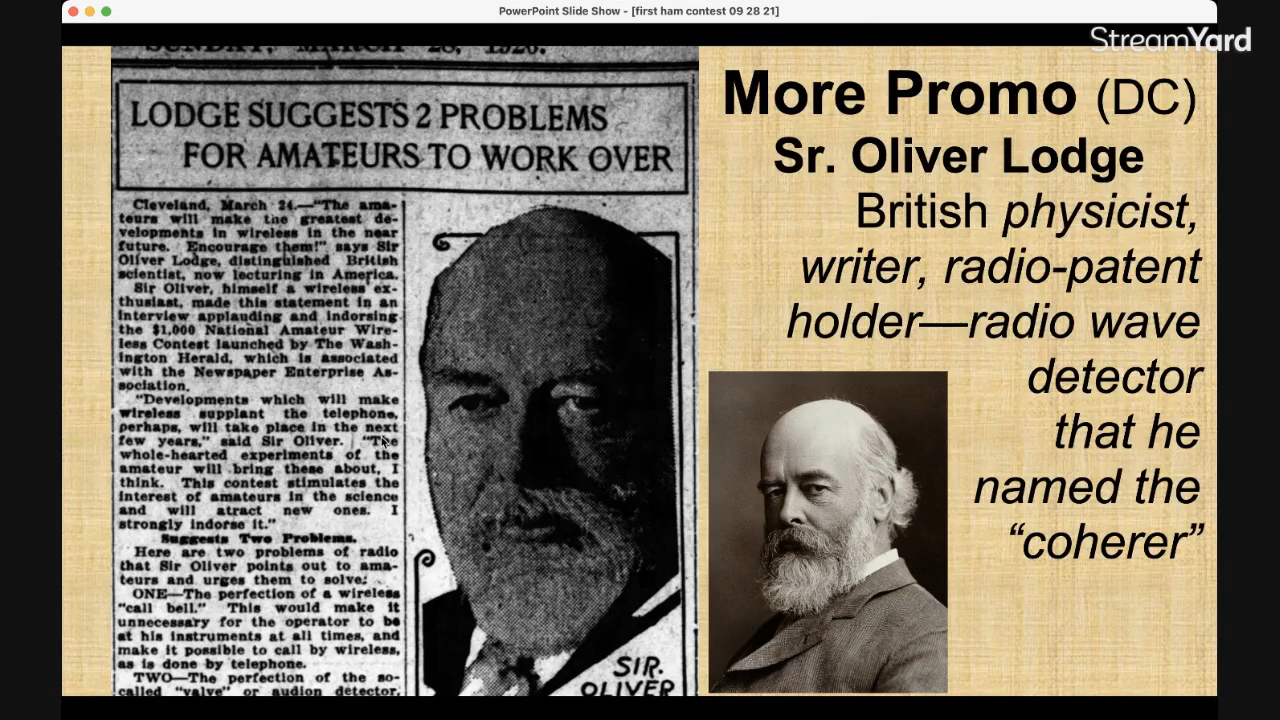 PowerPoint Slide Show - [first ham contest 09 28 21]
StreamYard
SUNDAY, MARCH 28, 1920.
LODGE SUGGESTS 2 PROBLEMS
FOR AMATEURS TO WORK OVER
Cleveland, March 24.—"The ama-
teurs will make the greatest de-
velopments in wireless in the near
future. Encourage them!" says Sir
Oliver Lodge, distinguished British
scientist, now lecturing in America.
Sir Oliver, himself a wireless en-
thusiast, made this statement in an
interview applauding and indorsing
the $1,000 National Amateur Wire-
less Contest launched by The Wash-
ington Herald, which is associated
with the Newspaper Enterprise As-
sociation.
"Developments which will make
wireless supplant the telephone,
perhaps, will take place in the next
few years," said Sir Oliver. "The
whole-hearted experiments of the
amateur will bring these about, I
think. This contest stimulates the
interest of amateurs in the science
and will atract new ones. I
strongly indorse it."
Suggests Two Problems.
Here are two problems of radio
that Sir Oliver points out to ama-
teurs and urges them to solve:
ONE—The perfection of a wireless
"call bell." This would make it
unnecessary for the operator to be
at his instruments at all times, and
make it possible to call by wireless,
as is done by telephone.
TWO—The perfection of the so-
called "valve" or audion detector,
SIR.
OLIVER
More Promo (DC)
Sr. Oliver Lodge
British physicist,
writer, radio-patent
holder—radio wave
detector
that he
named the
“coherer”